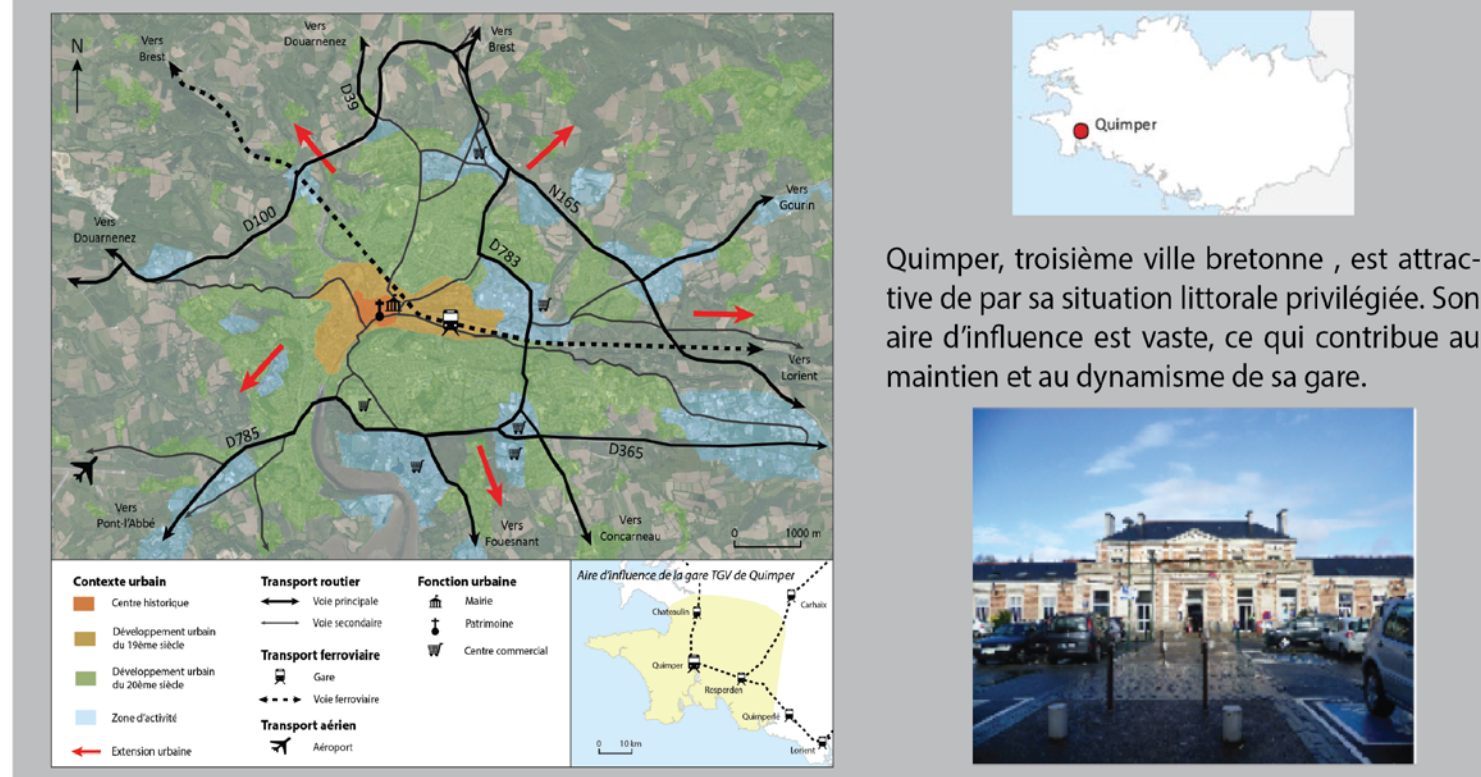 N
Vers
Brest
Vers
Douarnenez
Vers
Brest
D39
Vers
Gourin
N165
D100
Vers
Douarnenez
D783
Vers
Lorient
D785
D365
Vers
Pont-l'Abbé
Vers
Fouesnant
Vers
Concarneau
0 1000 m
Contexte urbain
Centre historique
Développement urbain
du 19ème siècle
Développement urbain
du 20ème siècle
Zone d'activité
Extension urbaine
Transport routier
Voie principale
Voie secondaire
Transport ferroviaire
Gare
Voie ferroviaire
Transport aérien
Aéroport
Fonction urbaine
Mairie
Patrimoine
Centre commercial
Aire d'influence de la gare TGV de Quimper
Chateaulin
Carhaix
Quimper
Rosporden
Quimperlé
Lorient
0 10 km
Quimper
Quimper, troisième ville bretonne , est attrac-
tive de par sa situation littorale privilégiée. Son
aire d'influence est vaste, ce qui contribue au
maintien et au dynamisme de sa gare.